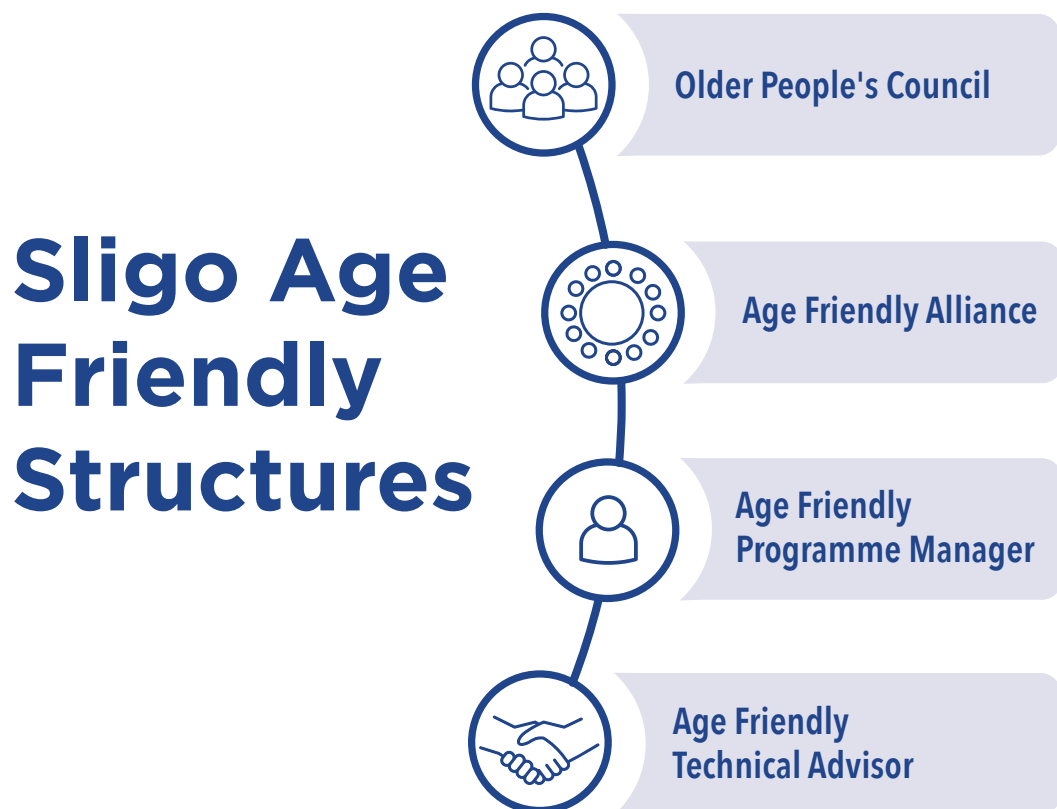 Sligo Age
Friendly
Structures
Older People's Council
Age Friendly Alliance
Age Friendly
Programme Manager
Age Friendly
Technical Advisor